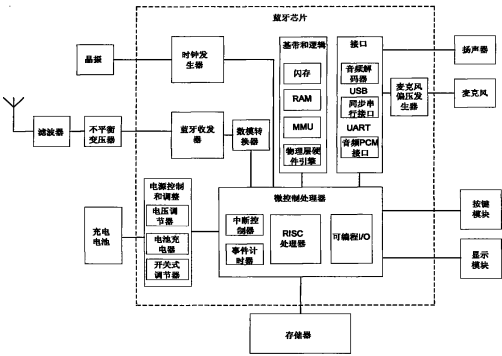 蓝牙芯片
晶振
时钟发
生器
基带和逻辑
闪存
RAM
MMU
物理层硬
件引擎
接口
音频解
码器
USB
同步串
行接口
UART
音频PCM
接口
扬声器
麦克风
偏压发
生器
麦克风
滤波器
不平衡
变压器
蓝牙收发
器
数模转
换器
电源控制
和调整
电压调
节器
电池充
电器
开关式
调节器
充电
电池
微控制处理器
中断控
制器
事件计
时器
RISC
处理器
可编程I/O
按键
模块
显示
模块
存储器